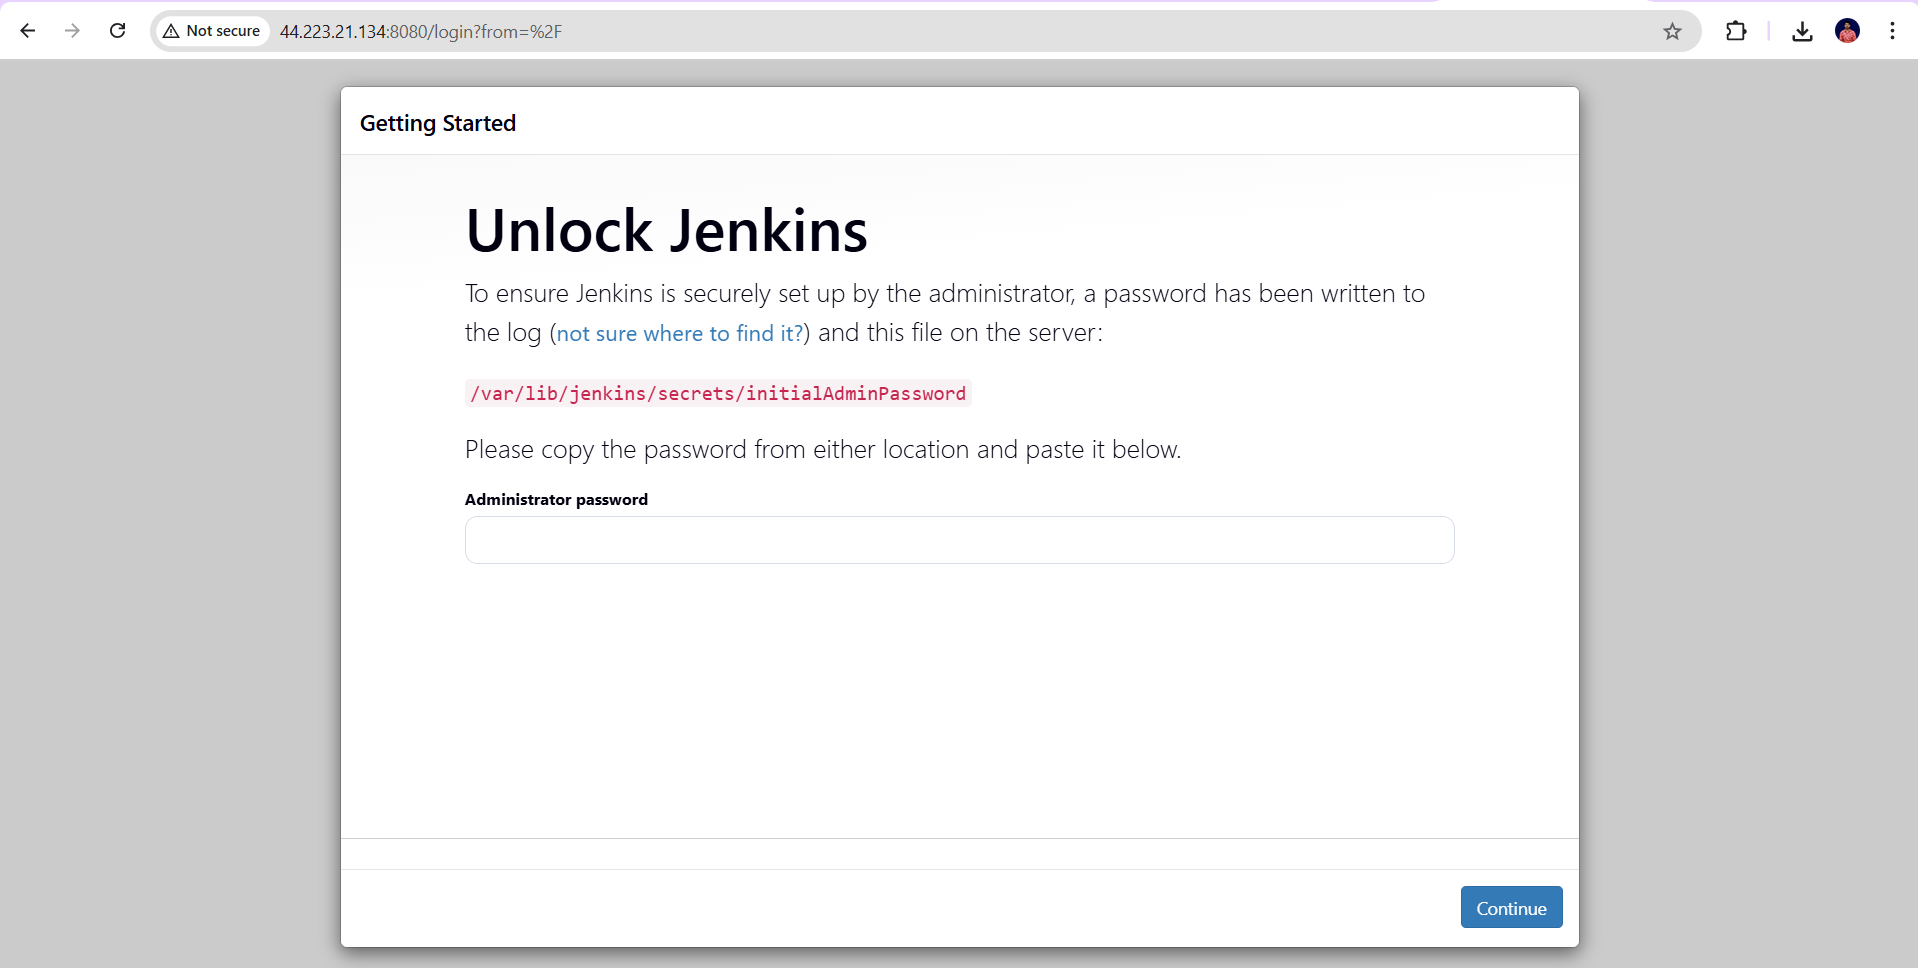 Not secure 44.223.21.134:8080/login?from=%2F
Getting Started
Unlock Jenkins
To ensure Jenkins is securely set up by the administrator, a password has been written to
the log (not sure where to find it?) and this file on the server:
/var/lib/jenkins/secrets/initialAdminPassword
Please copy the password from either location and paste it below.
Administrator password
Continue